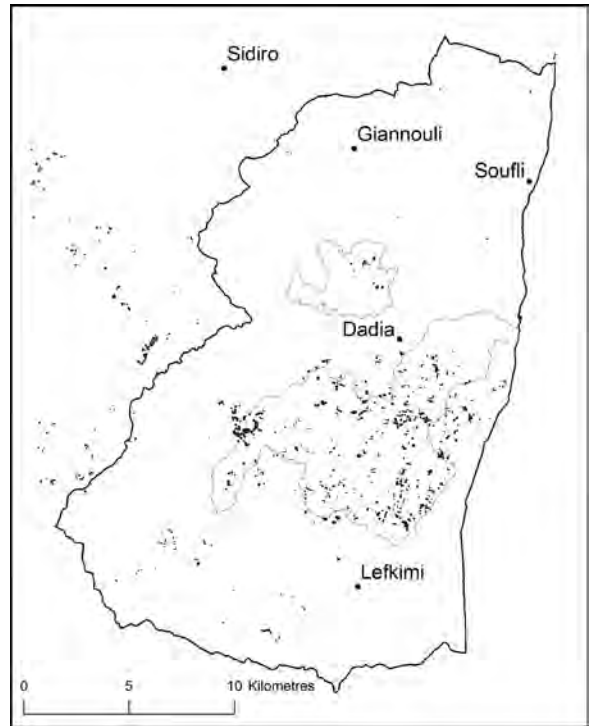 Sidiro
Giannouli
Soufli
Dadia
Lefkimi
0 5 10 Kilometres